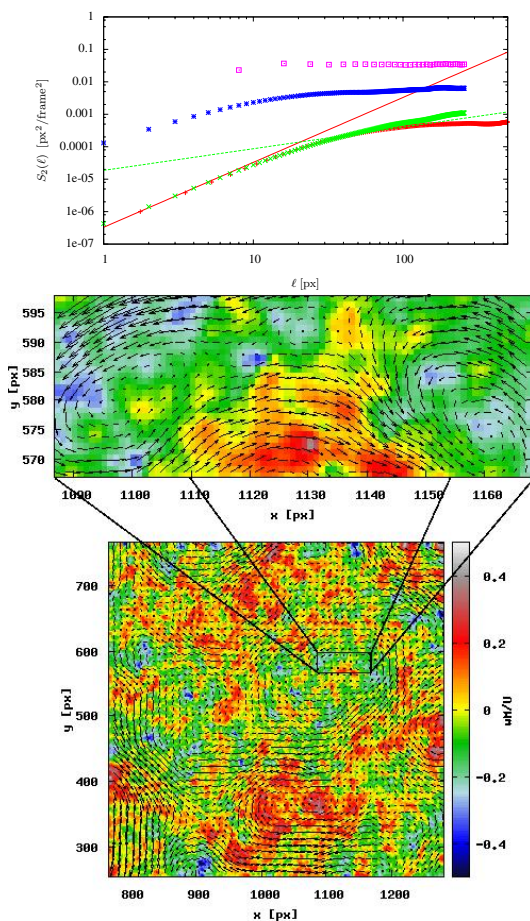 1
0.1
0.01
0.001
0.0001
1e-05
1e-06
1e-07
S₂(ℓ) [px²/frame²]
1 10 100
ℓ [px]
595
590
585
580
575
570
y [px]
1090 1100 1110 1120 1130 1140 1150 1160
x [px]
700
600
500
400
300
y [px]
800 900 1000 1100 1200
x [px]
0.4
0.2
0
-0.2
-0.4
wM/U